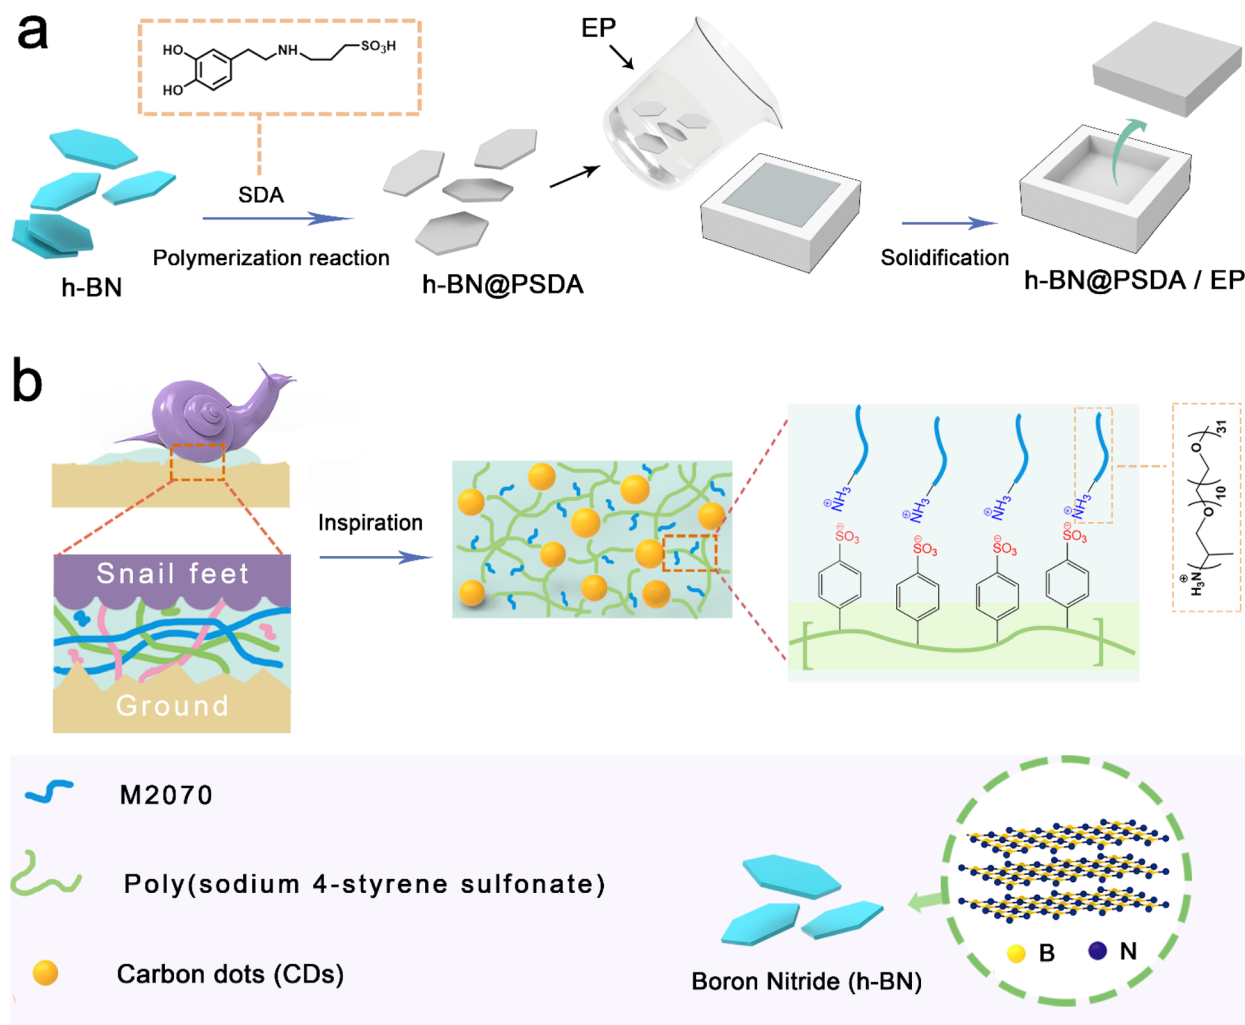 a
HO
HO
NH
SO₃H
EP
SDA
Polymerization reaction
h-BN
h-BN@PSDA
Solidification
h-BN@PSDA / EP
b
Snail feet
Ground
Inspiration
⊕
NH₃
⊕
NH₃
⊕
NH₃
⊕
NH₃
⊖
SO₃
⊖
SO₃
⊖
SO₃
⊖
SO₃
[ ]
O
31
10
O
H₃N
⊕
M2070
Poly(sodium 4-styrene sulfonate)
Carbon dots (CDs)
Boron Nitride (h-BN)
B N